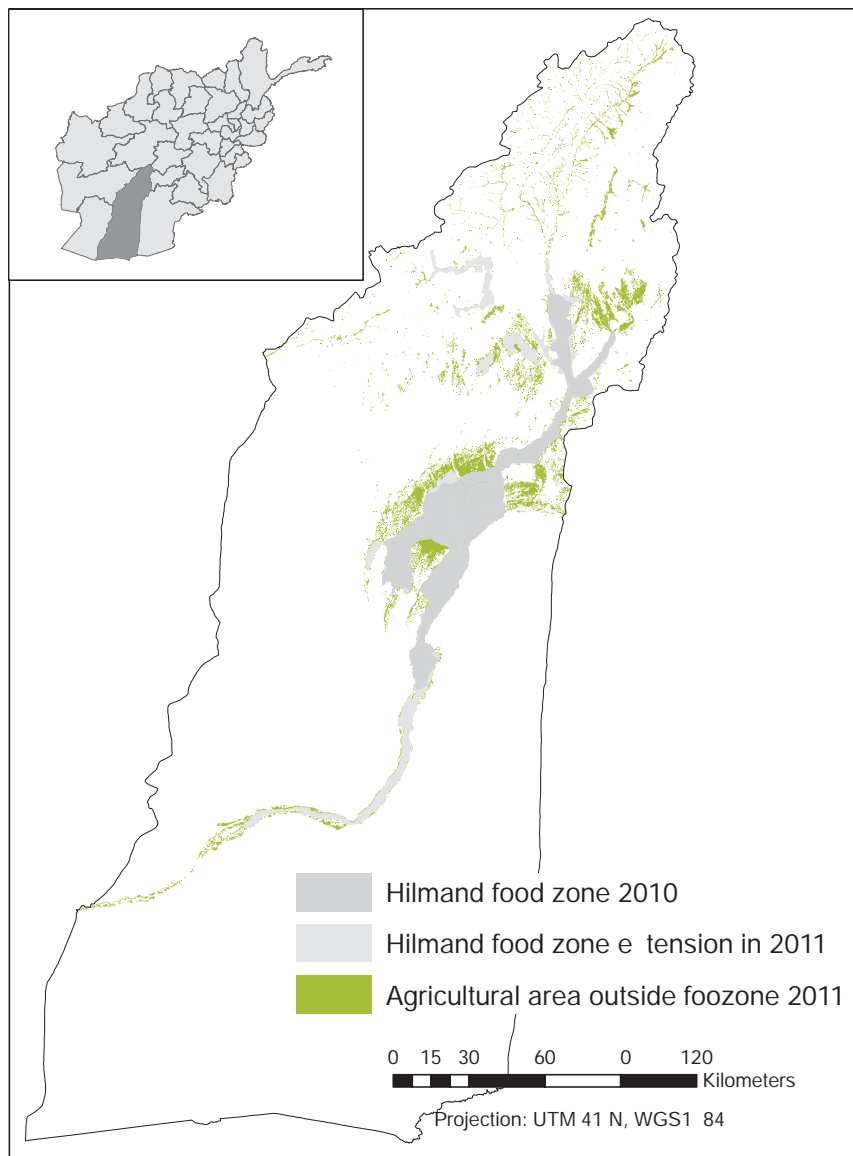 Hilmand food zone 2010
Hilmand food zone e tension in 2011
Agricultural area outside foozone 2011
0 15 30 60 0 120
Kilometers
Projection: UTM 41 N, WGS1 84